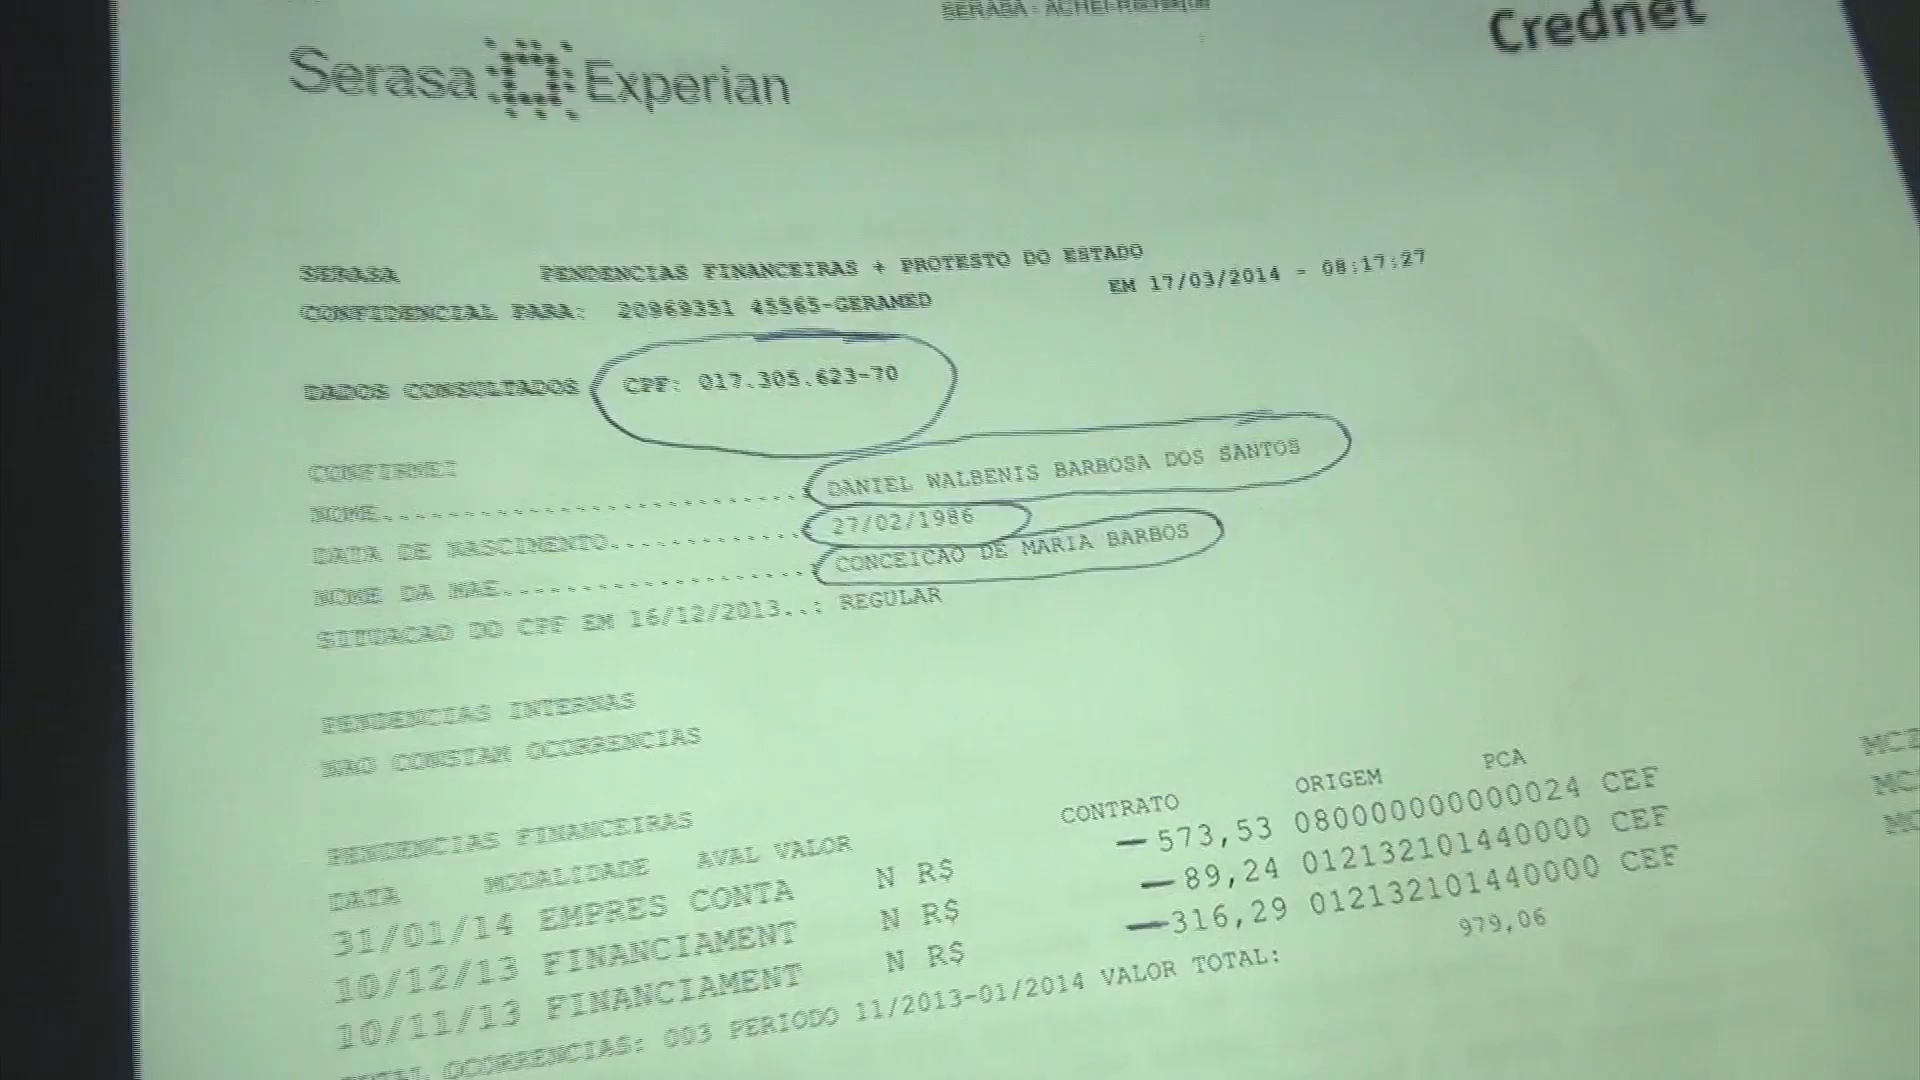 SERASA - ACHEI-RECHEQUE
Serasa Experian
Crednet
SERASA PENDENCIAS FINANCEIRAS + PROTESTO DO ESTADO
CONFIDENCIAL PARA: 20969351 45565-GERAMED EM 17/03/2014 - 08:17:27
DADOS CONSULTADOS CPF: 017.305.623-70
CONFIRMEI
NOME..........................: DANIEL WALBENIS BARBOSA DOS SANTOS
DATA DE NASCIMENTO.............: 27/02/1986
NOME DA MAE...................: CONCEICAO DE MARIA BARBOS
SITUACAO DO CPF EM 16/12/2013..: REGULAR
PENDENCIAS INTERNAS
NAO CONSTAM OCORRENCIAS
PENDENCIAS FINANCEIRAS
DATA MODALIDADE AVAL VALOR CONTRATO ORIGEM PCA
31/01/14 EMPRES CONTA N R$ 573,53 080000000000024 CEF
10/12/13 FINANCIAMENT N R$ 89,24 012132101440000 CEF
10/11/13 FINANCIAMENT N R$ 316,29 012132101440000 CEF
TOTAL OCORRENCIAS: 003 PERIODO 11/2013-01/2014 VALOR TOTAL: 979,06